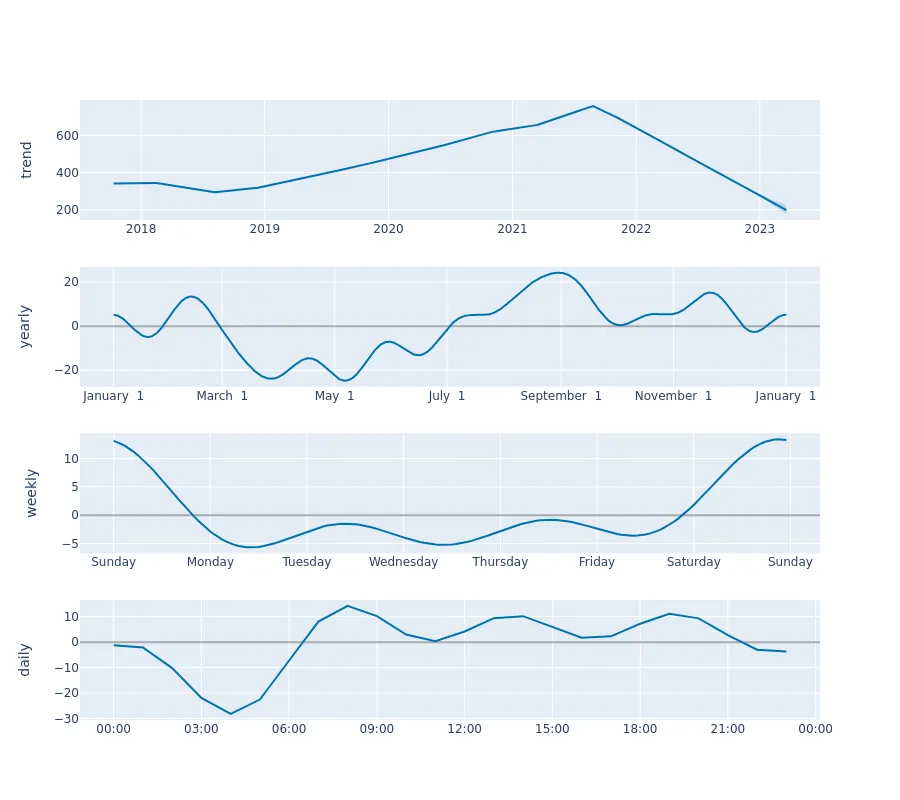 trend
600
400
200
2018 2019 2020 2021 2022 2023
yearly
20
0
−20
January 1 March 1 May 1 July 1 September 1 November 1 January 1
weekly
10
5
0
−5
Sunday Monday Tuesday Wednesday Thursday Friday Saturday Sunday
daily
10
0
−10
−20
−30
00:00 03:00 06:00 09:00 12:00 15:00 18:00 21:00 00:00